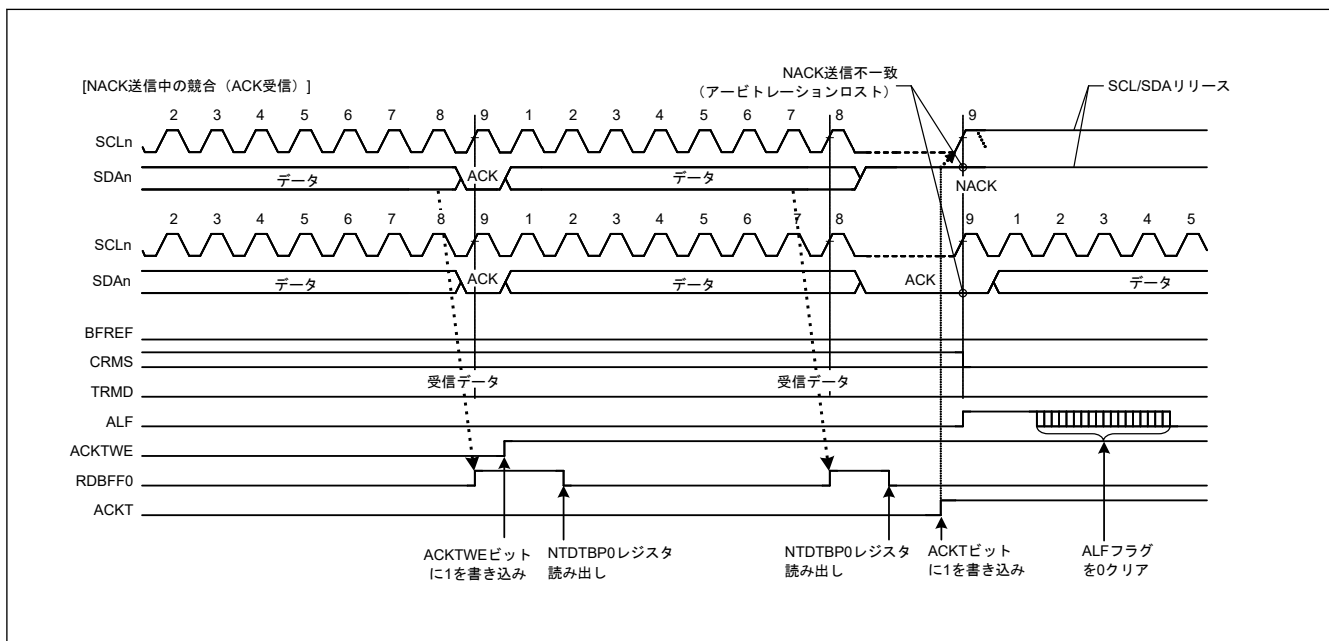 [NACK送信中の競合（ACK受信）]
NACK送信不一致
（アービトレーションロスト）
SCL/SDAリリース
2 3 4 5 6 7 8 9 1 2 3 4 5 6 7 8 9
SCLn
SDAn データ ACK データ NACK
2 3 4 5 6 7 8 9 1 2 3 4 5 6 7 8 9 1 2 3 4 5
SCLn
SDAn データ ACK データ ACK データ
BFREF
CRMS
受信データ 受信データ
TRMD
ALF
ACKTWE
RDBFF0
ACKT
ACKTWEビット
に1を書き込み
NTDTBP0レジスタ
読み出し
NTDTBP0レジスタ
読み出し
ACKTビット
に1を書き込み
ALFフラグ
を0クリア